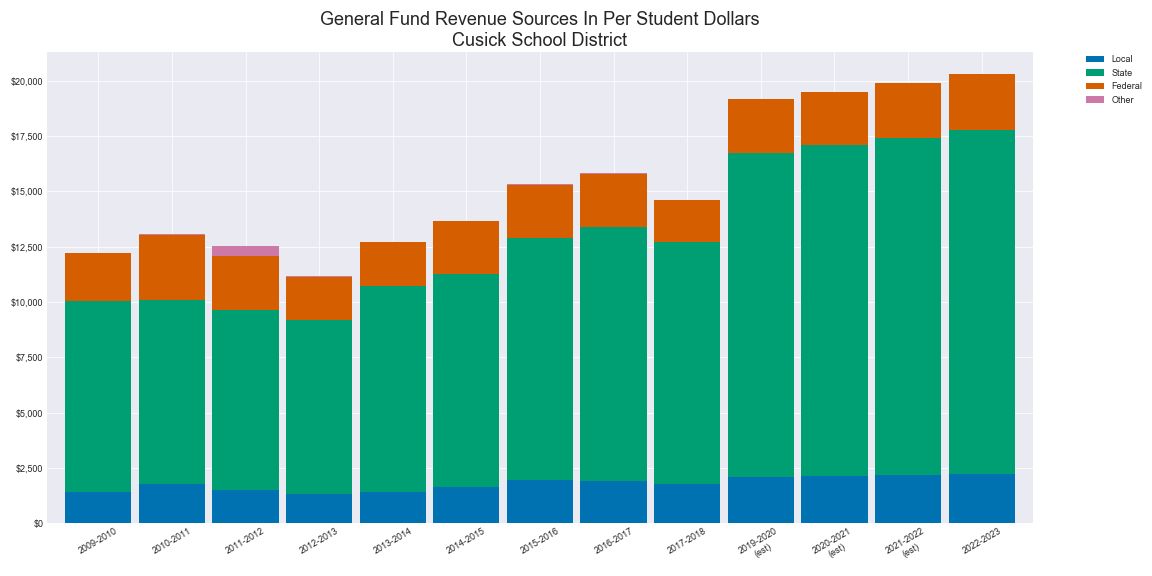 General Fund Revenue Sources In Per Student Dollars
Cusick School District
Local
State
Federal
Other
$20,000
$17,500
$15,000
$12,500
$10,000
$7,500
$5,000
$2,500
$0
2009-2010
2010-2011
2011-2012
2012-2013
2013-2014
2014-2015
2015-2016
2016-2017
2017-2018
2019-2020
(est)
2020-2021
(est)
2021-2022
(est)
2022-2023